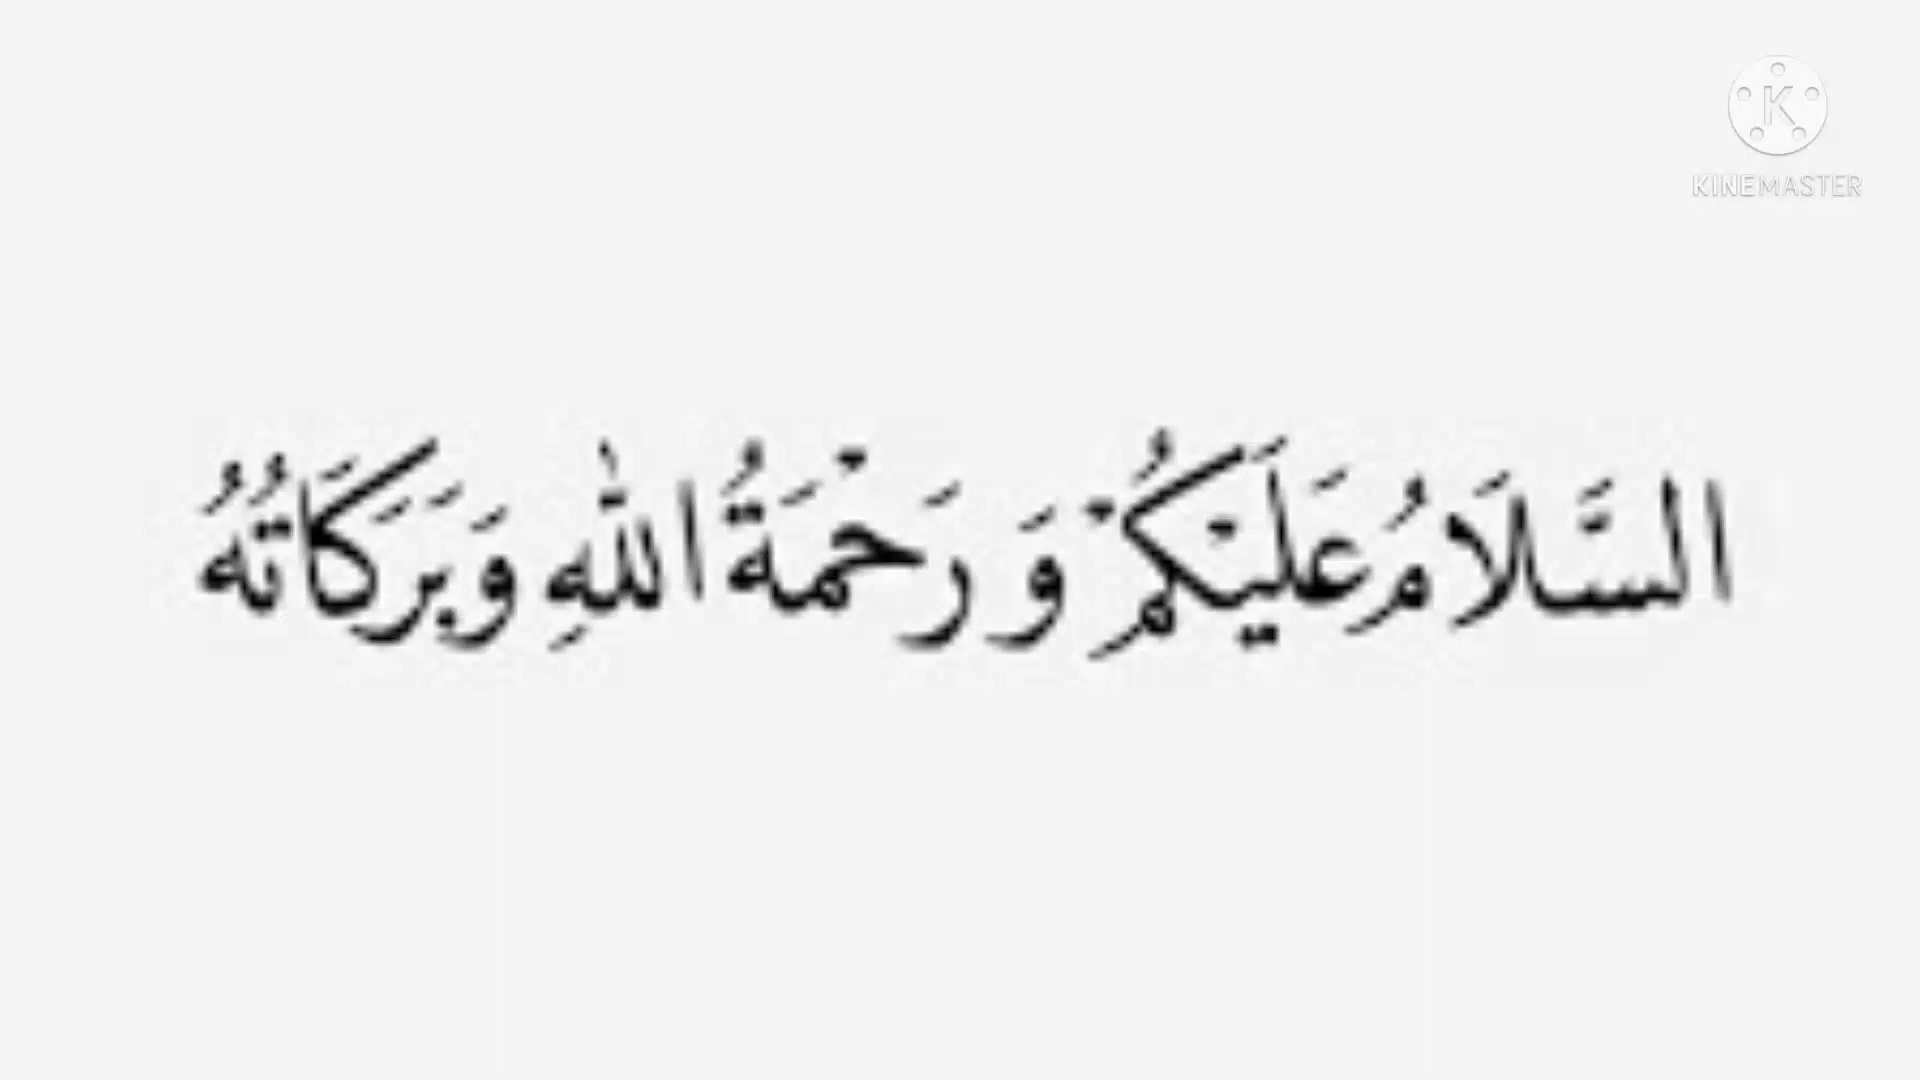 KINEMASTER
السَّلَامُ عَلَيْكُمْ وَ رَحْمَةُ اللهِ وَبَرَكَاتُهُ